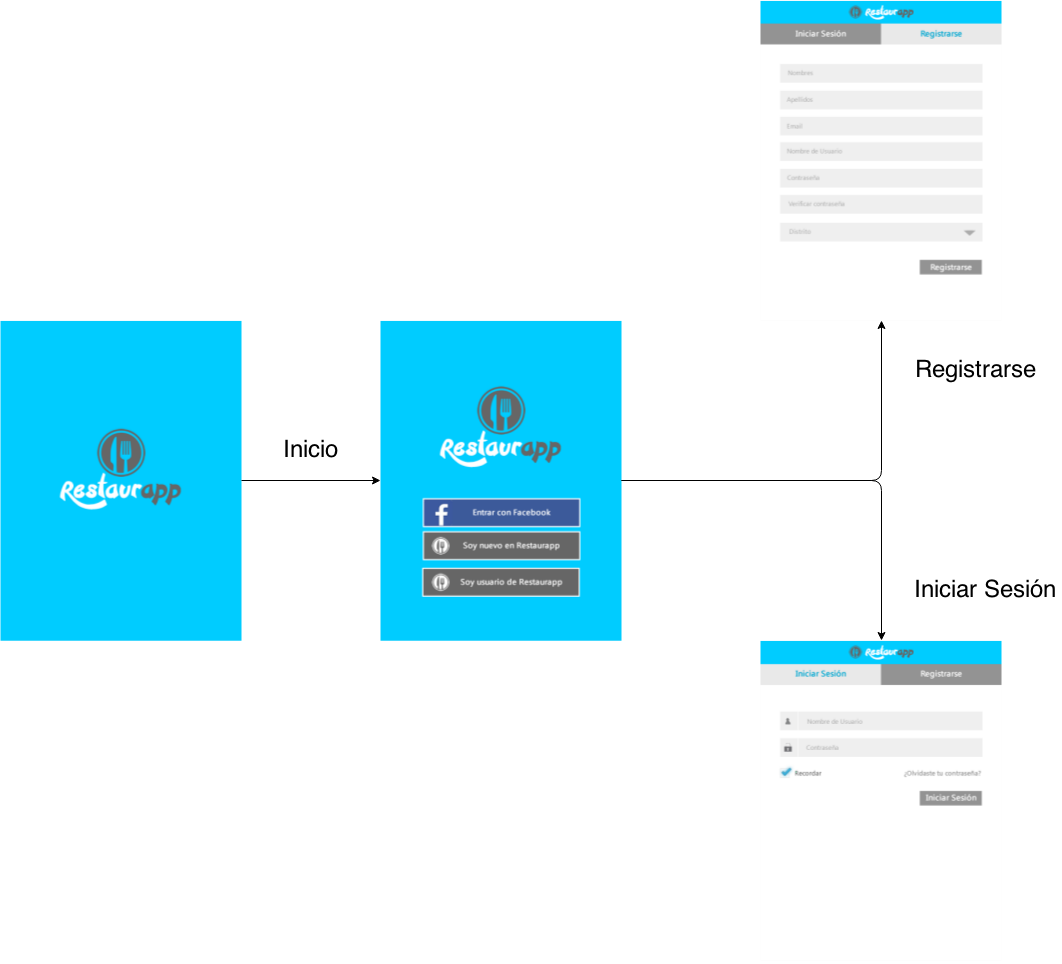 Restaurapp
Iniciar Sesión
Registrarse
Nombres
Apellidos
Email
Nombre de Usuario
Contraseña
Verificar contraseña
Distrito
Registrarse
Registrarse
Restaurapp
Inicio
Restaurapp
Entrar con Facebook
Soy nuevo en Restaurapp
Soy usuario de Restaurapp
Iniciar Sesión
Restaurapp
Iniciar Sesión
Registrarse
Nombre de Usuario
Contraseña
Recordar
¿Olvidaste tu contraseña?
Iniciar Sesión